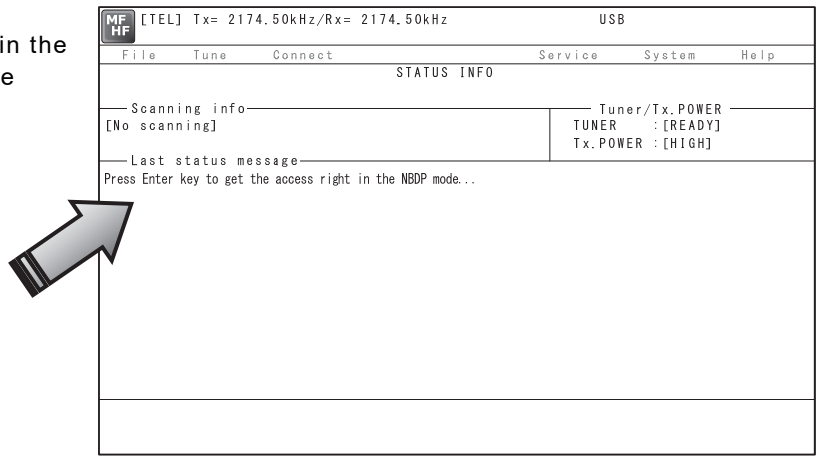 in the
e
MF
HF
[TEL] Tx= 2174.50kHz/Rx= 2174.50kHz USB
File Tune Connect Service System Help
STATUS INFO
Scanning info Tuner/Tx.POWER
[No scanning] TUNER :[READY]
Tx.POWER :[HIGH]
Last status message
Press Enter key to get the access right in the NBDP mode...